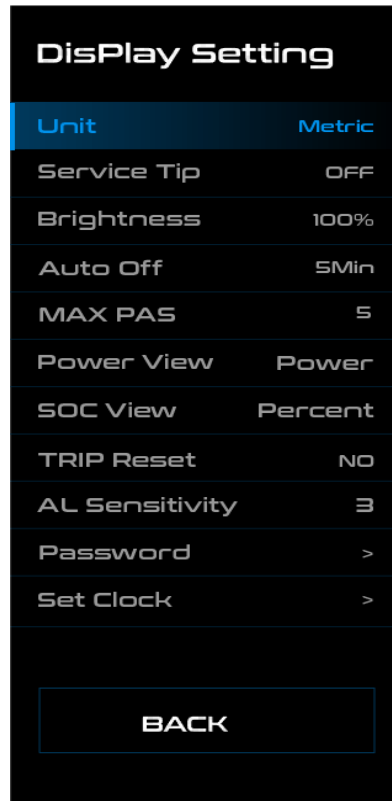 DisPlay Setting
Unit Metric
Service Tip OFF
Brightness 100%
Auto Off 5Min
MAX PAS 5
Power View Power
SOC View Percent
TRIP Reset NO
AL Sensitivity 3
Password >
Set Clock >
BACK